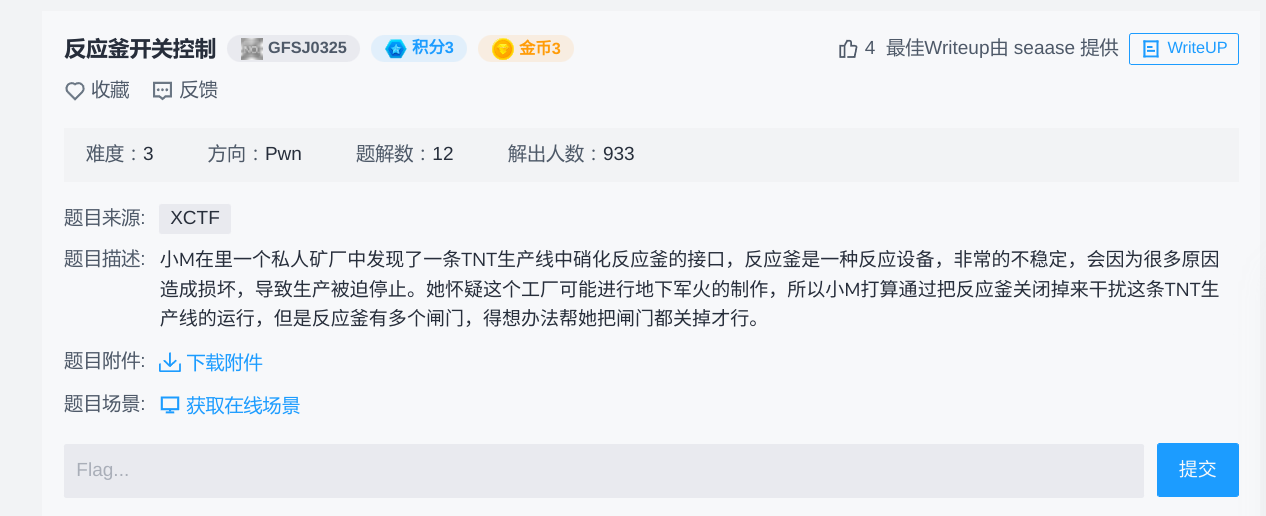 反应釜开关控制 GFSJ0325 积分3 金币3 4 最佳Writeup由 seaase 提供 WriteUP
收藏 反馈
难度：3 方向：Pwn 题解数：12 解出人数：933
题目来源: XCTF
题目描述: 小M在里一个私人矿厂中发现了一条TNT生产线中硝化反应釜的接口，反应釜是一种反应设备，非常的不稳定，会因为很多原因
造成损坏，导致生产被迫停止。她怀疑这个工厂可能进行地下军火的制作，所以小M打算通过把反应釜关闭掉来干扰这条TNT生
产线的运行，但是反应釜有多个闸门，得想办法帮她把闸门都关掉才行。
题目附件: 下载附件
题目场景: 获取在线场景
Flag... 提交